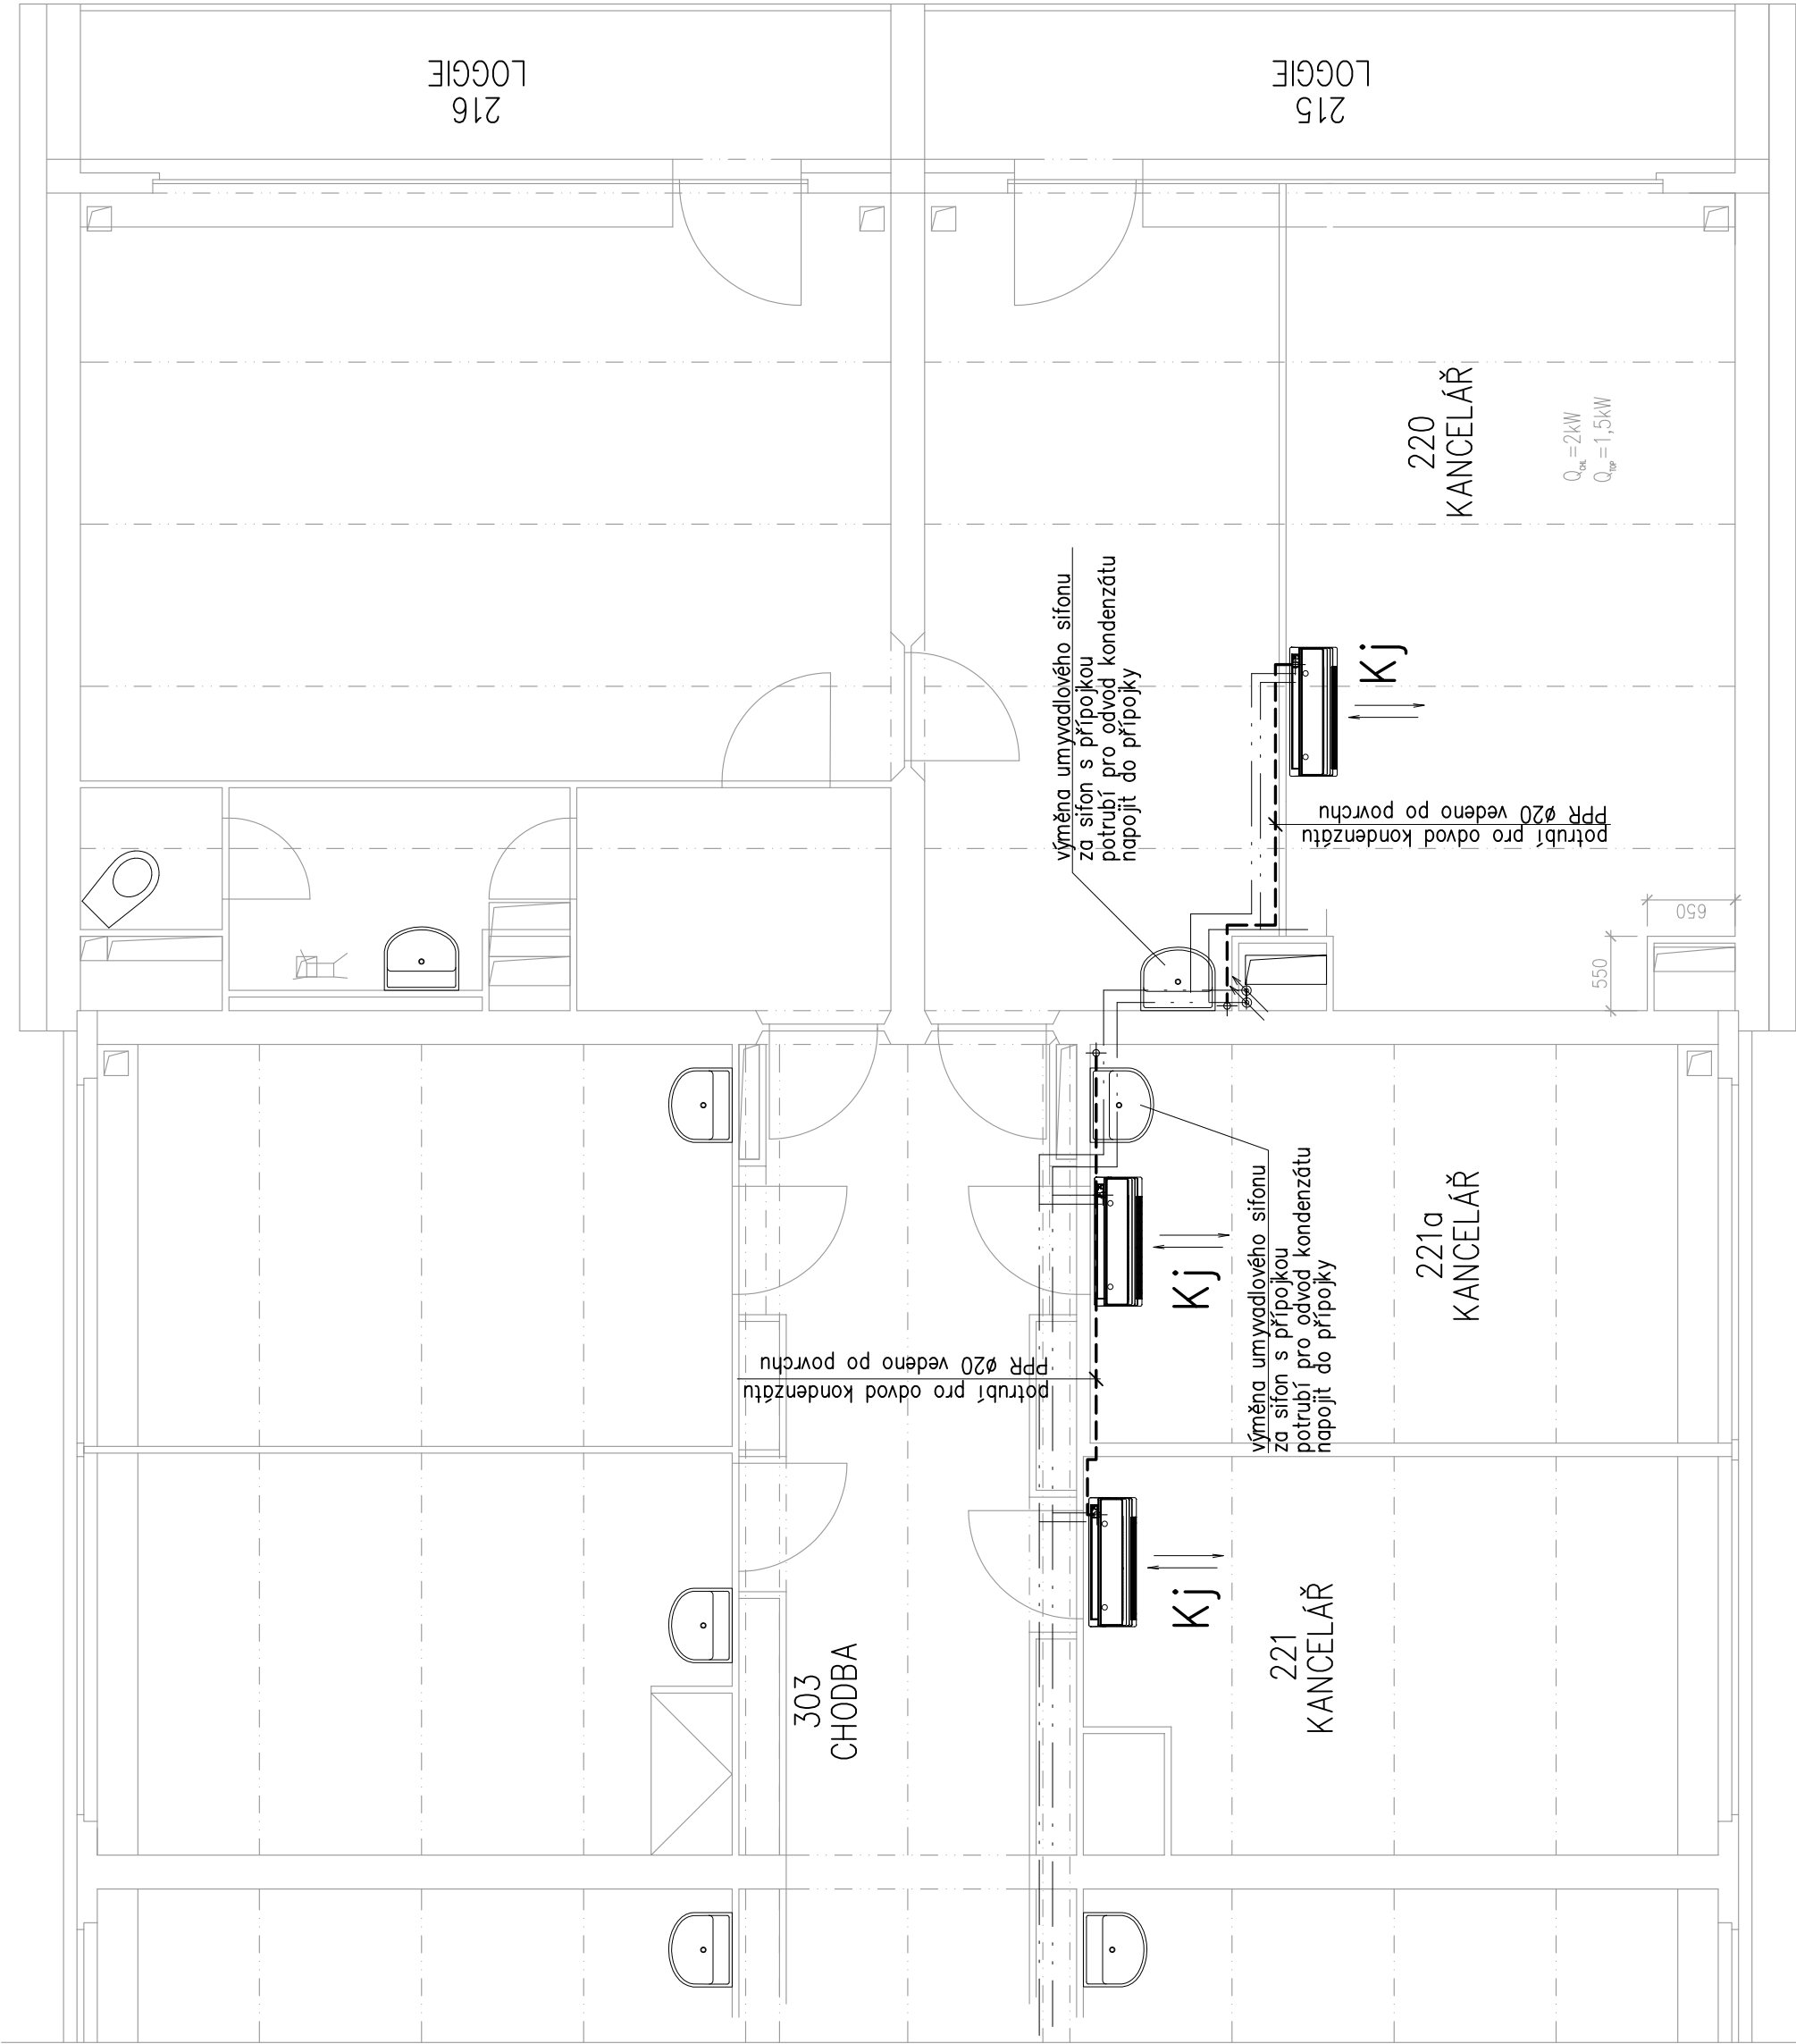 216
LOGGIE
215
LOGGIE
220
KANCELÁŘ
Q_CHL=2kW
Q_TOP=1,5kW
výměna umyvadlového sifonu
za sifon s přípojkou
potrubí pro odvod kondenzátu
napojit do přípojky
Kj
potrubí pro odvod kondenzátu
PPR ø20 vedeno po povrchu
650
550
221a
KANCELÁŘ
Kj
výměna umyvadlového sifonu
za sifon s přípojkou
potrubí pro odvod kondenzátu
napojit do přípojky
potrubí pro odvod kondenzátu
PPR ø20 vedeno po povrchu
Kj
221
KANCELÁŘ
303
CHODBA